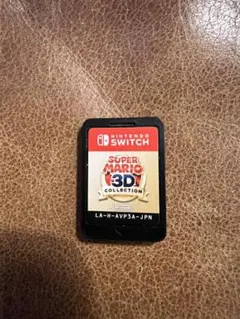 NINTENDO
SWITCH
SUPER
MARIO
3D
COLLECTION
LA-H-AVP3A-JPN